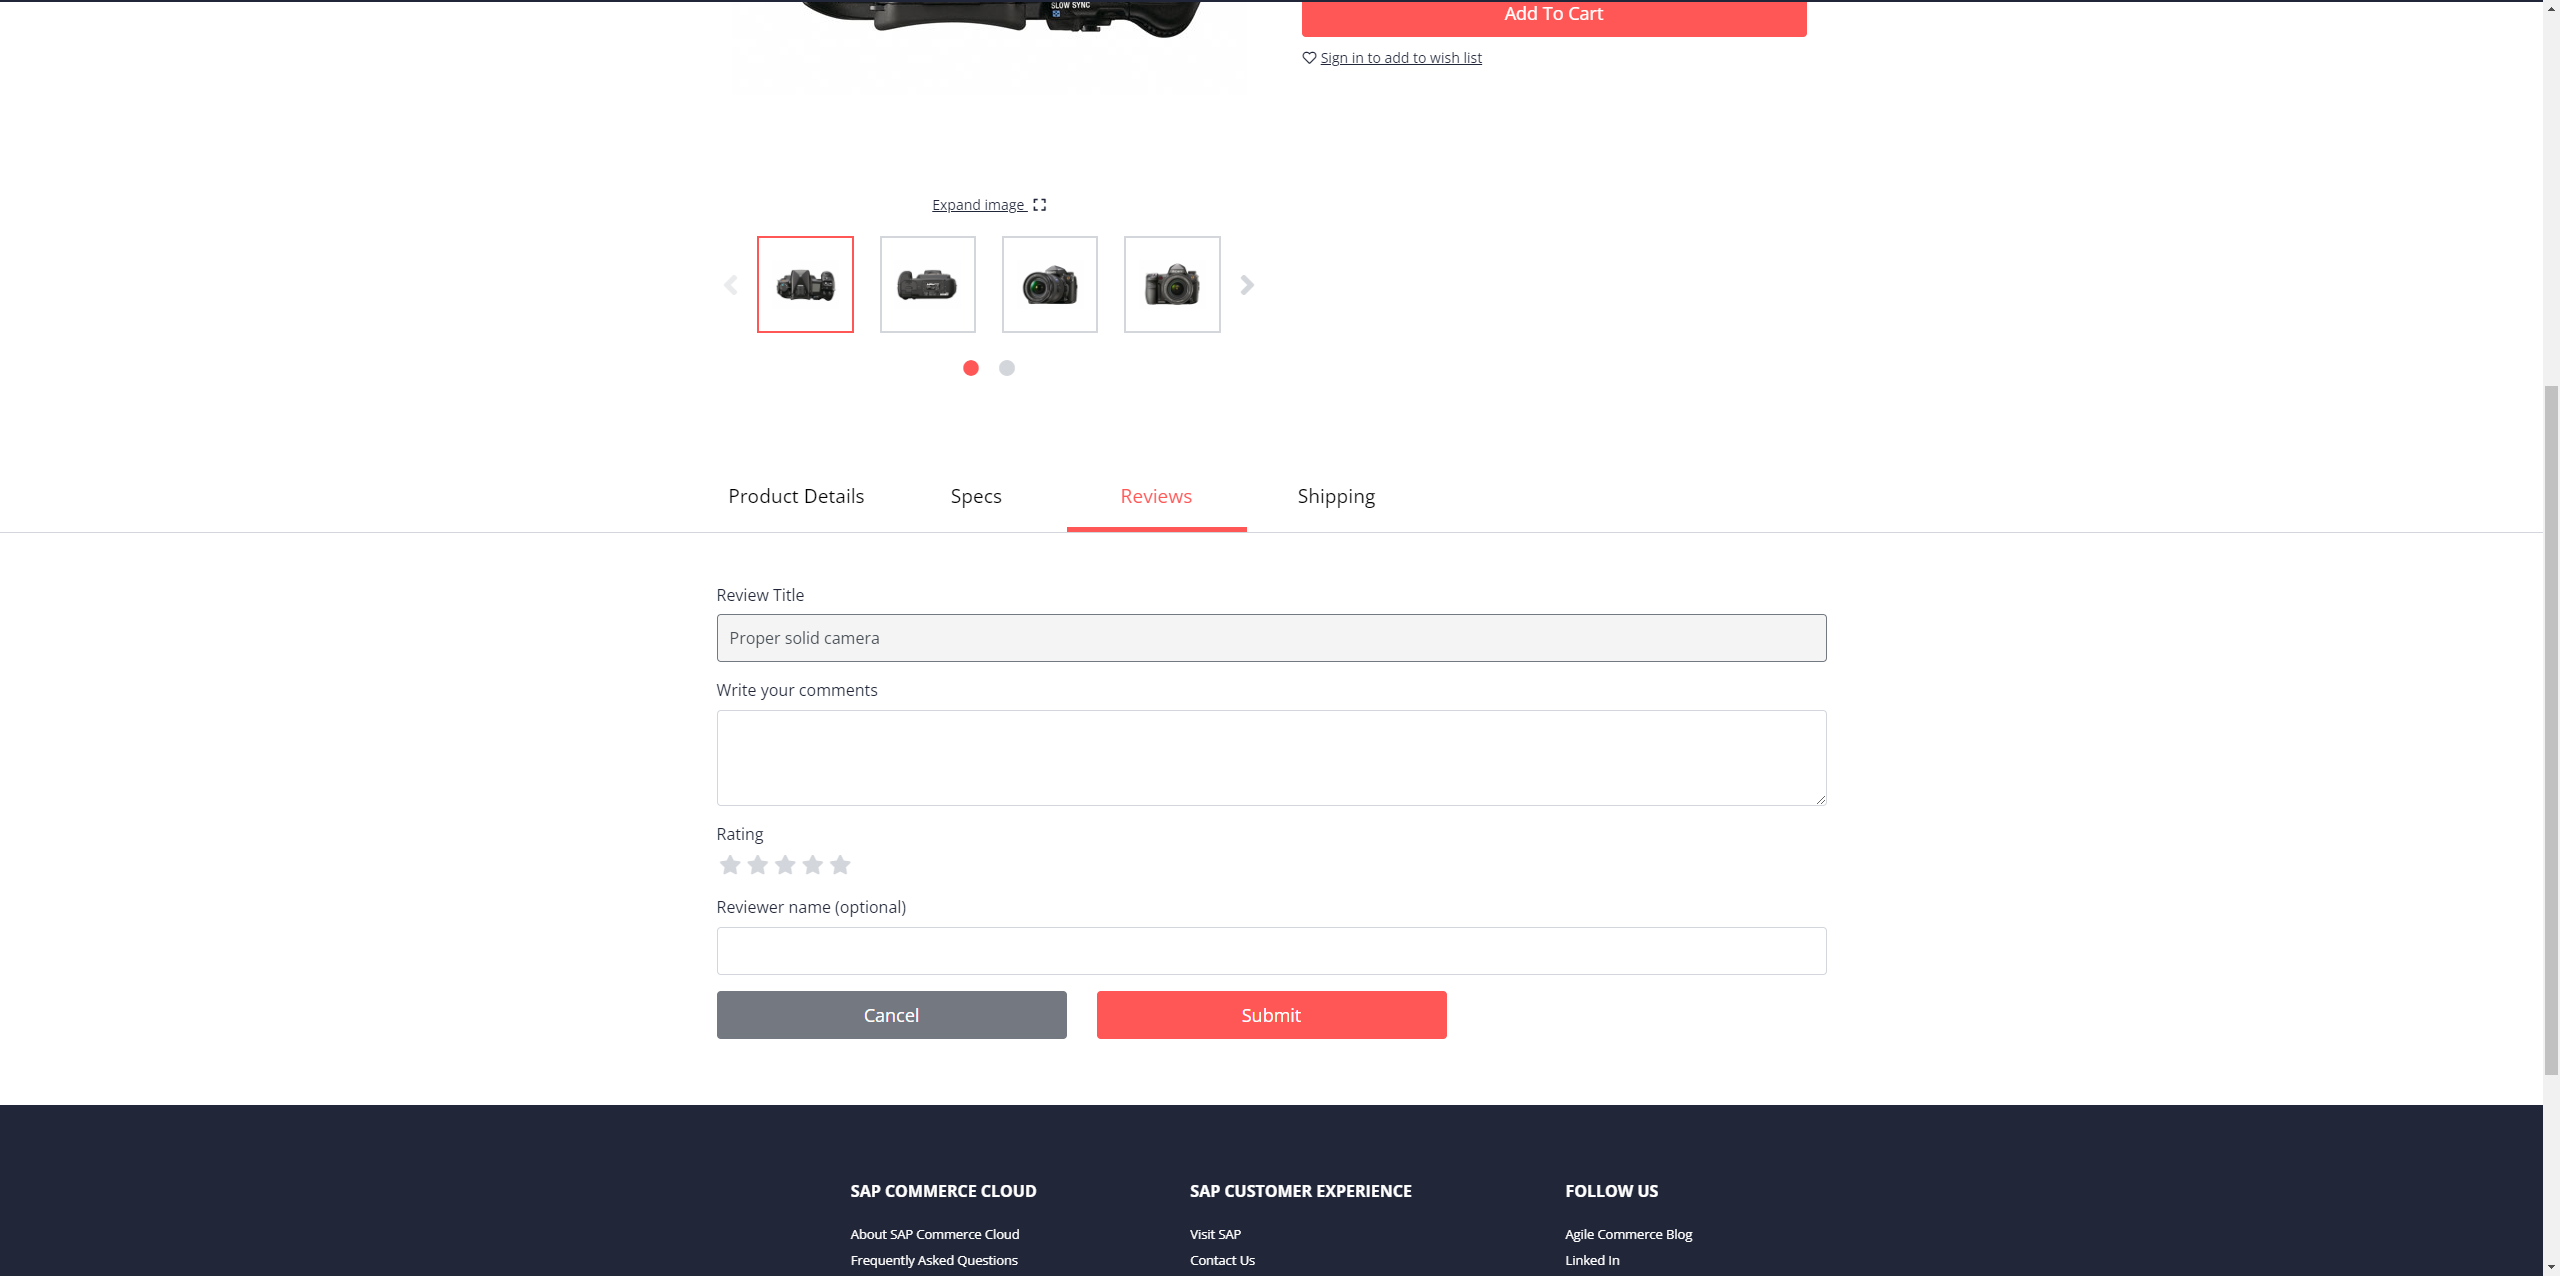 SLOW SYNC
Add To Cart
Sign in to add to wish list
Expand image
Product Details
Specs
Reviews
Shipping
Review Title
Proper solid camera
Write your comments
Rating
Reviewer name (optional)
Cancel
Submit
SAP COMMERCE CLOUD
SAP CUSTOMER EXPERIENCE
FOLLOW US
About SAP Commerce Cloud
Visit SAP
Agile Commerce Blog
Frequently Asked Questions
Contact Us
Linked In